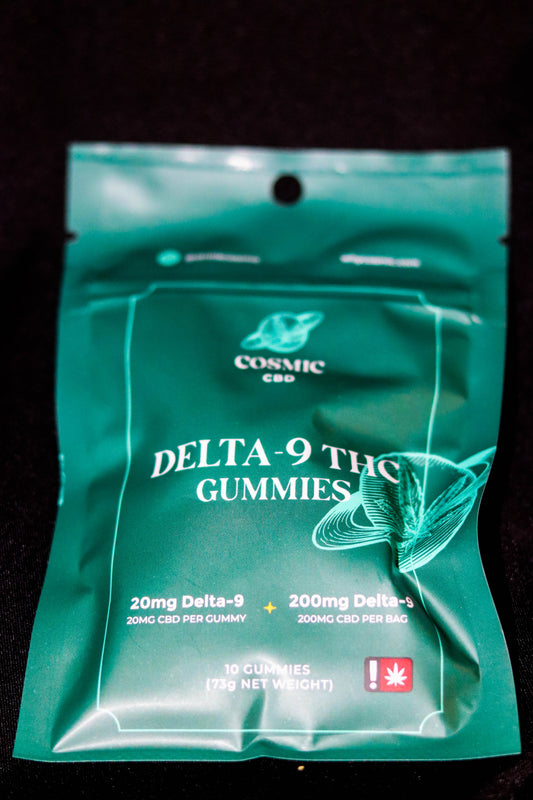 COSMIC
CBD
DELTA-9 THC
GUMMIES
20mg Delta-9
20MG CBD PER GUMMY
200mg Delta-9
200MG CBD PER BAG
10 GUMMIES
(73g NET WEIGHT)
!